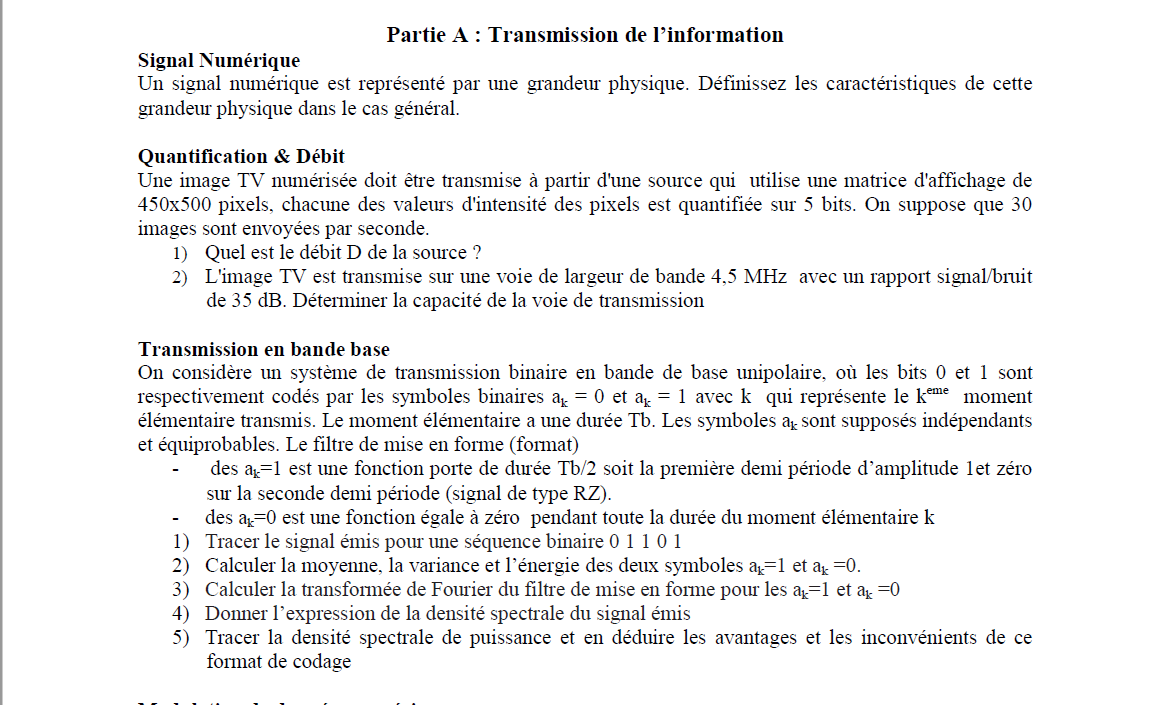 Partie A : Transmission de l'information
Signal Numérique
Un signal numérique est représenté par une grandeur physique. Définissez les caractéristiques de cette
grandeur physique dans le cas général.
Quantification & Débit
Une image TV numérisée doit être transmise à partir d'une source qui utilise une matrice d'affichage de
450x500 pixels, chacune des valeurs d'intensité des pixels est quantifiée sur 5 bits. On suppose que 30
images sont envoyées par seconde.
1) Quel est le débit D de la source ?
2) L'image TV est transmise sur une voie de largeur de bande 4,5 MHz avec un rapport signal/bruit
de 35 dB. Déterminer la capacité de la voie de transmission
Transmission en bande base
On considère un système de transmission binaire en bande de base unipolaire, où les bits 0 et 1 sont
respectivement codés par les symboles binaires ak = 0 et ak = 1 avec k qui représente le keme moment
élémentaire transmis. Le moment élémentaire a une durée Tb. Les symboles ak sont supposés indépendants
et équiprobables. Le filtre de mise en forme (format)
- des ak=1 est une fonction porte de durée Tb/2 soit la première demi période d'amplitude 1et zéro
sur la seconde demi période (signal de type RZ).
- des ak=0 est une fonction égale à zéro pendant toute la durée du moment élémentaire k
1) Tracer le signal émis pour une séquence binaire 0 1 1 0 1
2) Calculer la moyenne, la variance et l'énergie des deux symboles ak=1 et ak =0.
3) Calculer la transformée de Fourier du filtre de mise en forme pour les ak=1 et ak =0
4) Donner l'expression de la densité spectrale du signal émis
5) Tracer la densité spectrale de puissance et en déduire les avantages et les inconvénients de ce
format de codage